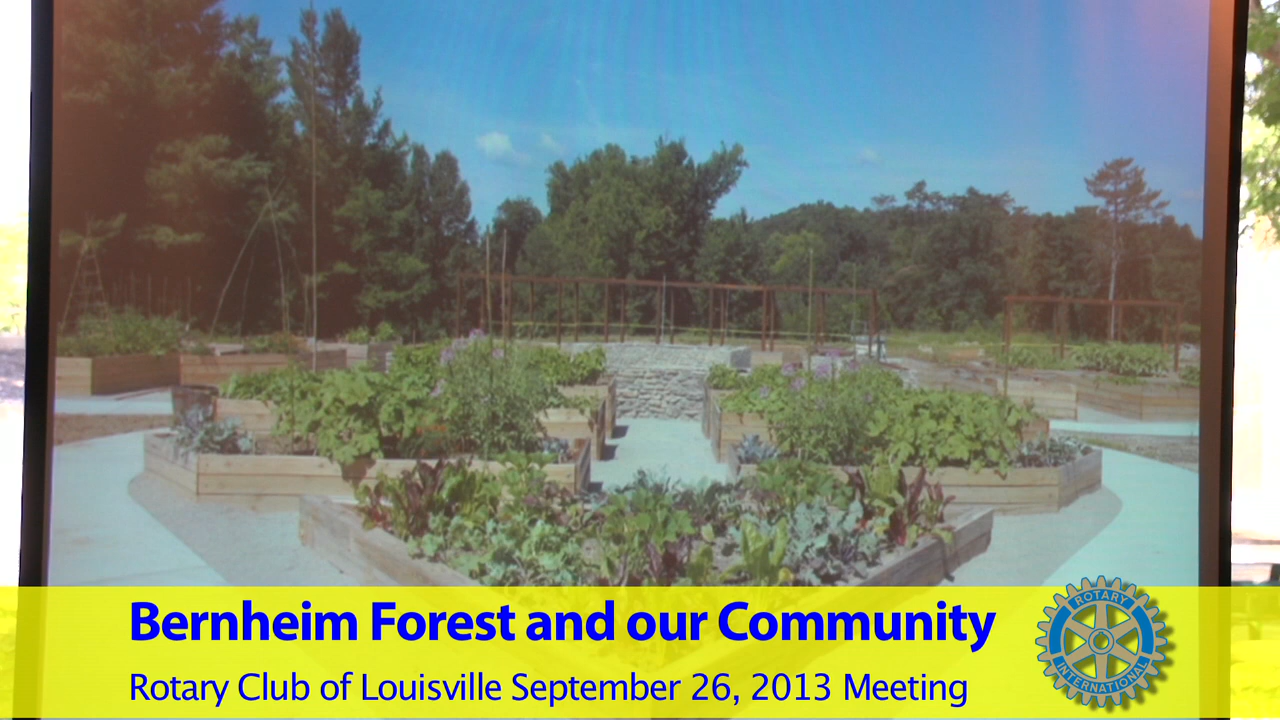 Bernheim Forest and our Community
Rotary Club of Louisville September 26, 2013 Meeting
ROTARY
INTERNATIONAL